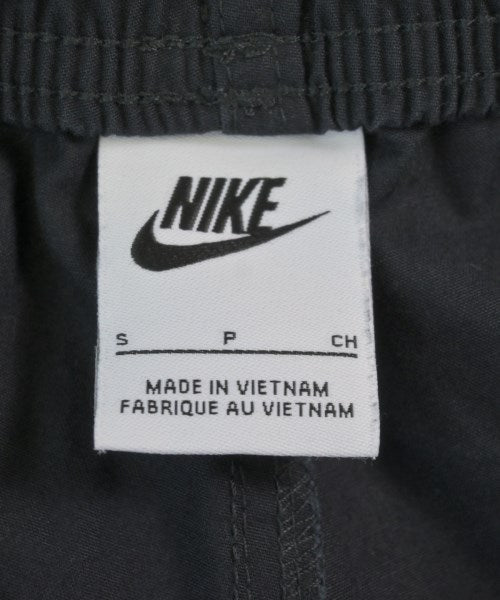 NIKE
S P CH
MADE IN VIETNAM
FABRIQUE AU VIETNAM